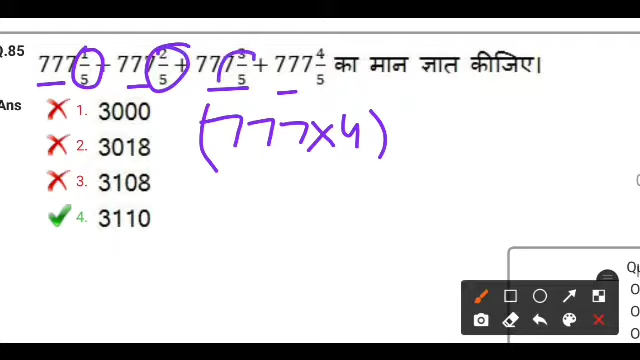 Q.85
777 1/5 + 777 2/5 + 777 3/5 + 777 4/5 का मान ज्ञात कीजिए।
Ans
1. 3000
2. 3018
3. 3108
4. 3110
(777×4)
Qu
O
O
O